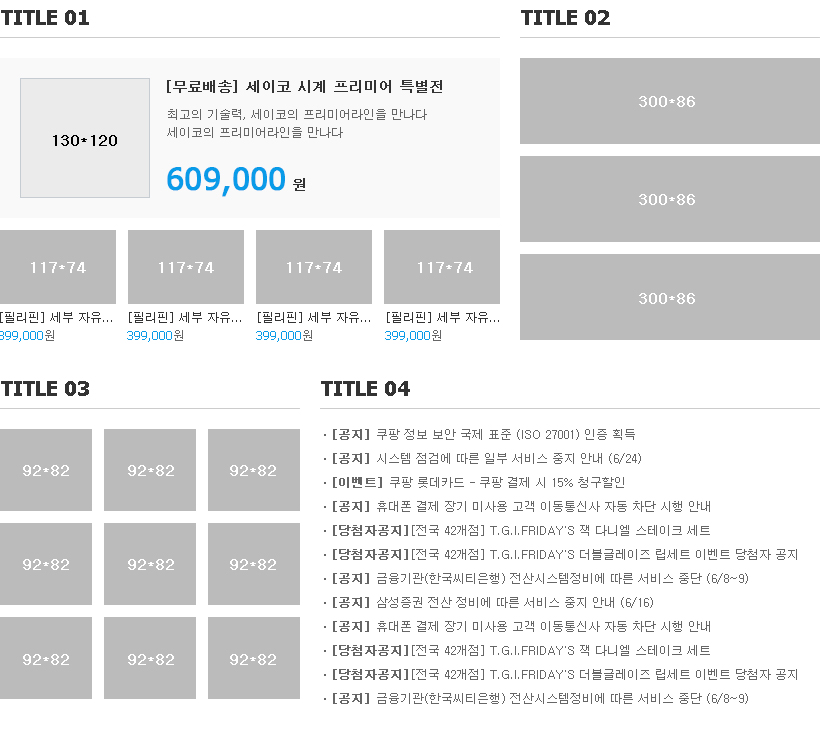 TITLE 01
130*120
[무료배송] 세이코 시계 프리미어 특별전
최고의 기술력, 세이코의 프리미어라인을 만나다
세이코의 프리미어라인을 만나다
609,000 원
117*74
117*74
117*74
117*74
[필리핀] 세부 자유...
[필리핀] 세부 자유...
[필리핀] 세부 자유...
[필리핀] 세부 자유...
399,000원
399,000원
399,000원
399,000원
TITLE 02
300*86
300*86
300*86
TITLE 03
92*82
92*82
92*82
92*82
92*82
92*82
92*82
92*82
92*82
TITLE 04
· [공지] 쿠팡 정보 보안 국제 표준 (ISO 27001) 인증 획득
· [공지] 시스템 점검에 따른 일부 서비스 중지 안내 (6/24)
· [이벤트] 쿠팡 롯데카드 - 쿠팡 결제 시 15% 청구할인
· [공지] 휴대폰 결제 장기 미사용 고객 이동통신사 자동 차단 시행 안내
· [당첨자공지][전국 42개점] T.G.I.FRIDAY'S 잭 다니엘 스테이크 세트
· [당첨자공지][전국 42개점] T.G.I.FRIDAY'S 더블글레이즈 립세트 이벤트 당첨자 공지
· [공지] 금융기관(한국씨티은행) 전산시스템정비에 따른 서비스 중단 (6/8~9)
· [공지] 삼성증권 전산 정비에 따른 서비스 중지 안내 (6/16)
· [공지] 휴대폰 결제 장기 미사용 고객 이동통신사 자동 차단 시행 안내
· [당첨자공지][전국 42개점] T.G.I.FRIDAY'S 잭 다니엘 스테이크 세트
· [당첨자공지][전국 42개점] T.G.I.FRIDAY'S 더블글레이즈 립세트 이벤트 당첨자 공지
· [공지] 금융기관(한국씨티은행) 전산시스템정비에 따른 서비스 중단 (6/8~9)